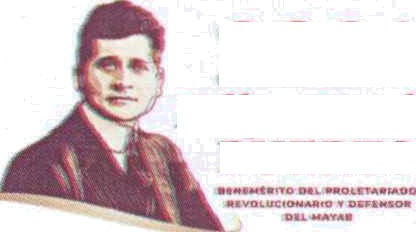 BENEMÉRITO DEL PROLETARIADO
REVOLUCIONARIO Y DEFENSOR
DEL MAYAB